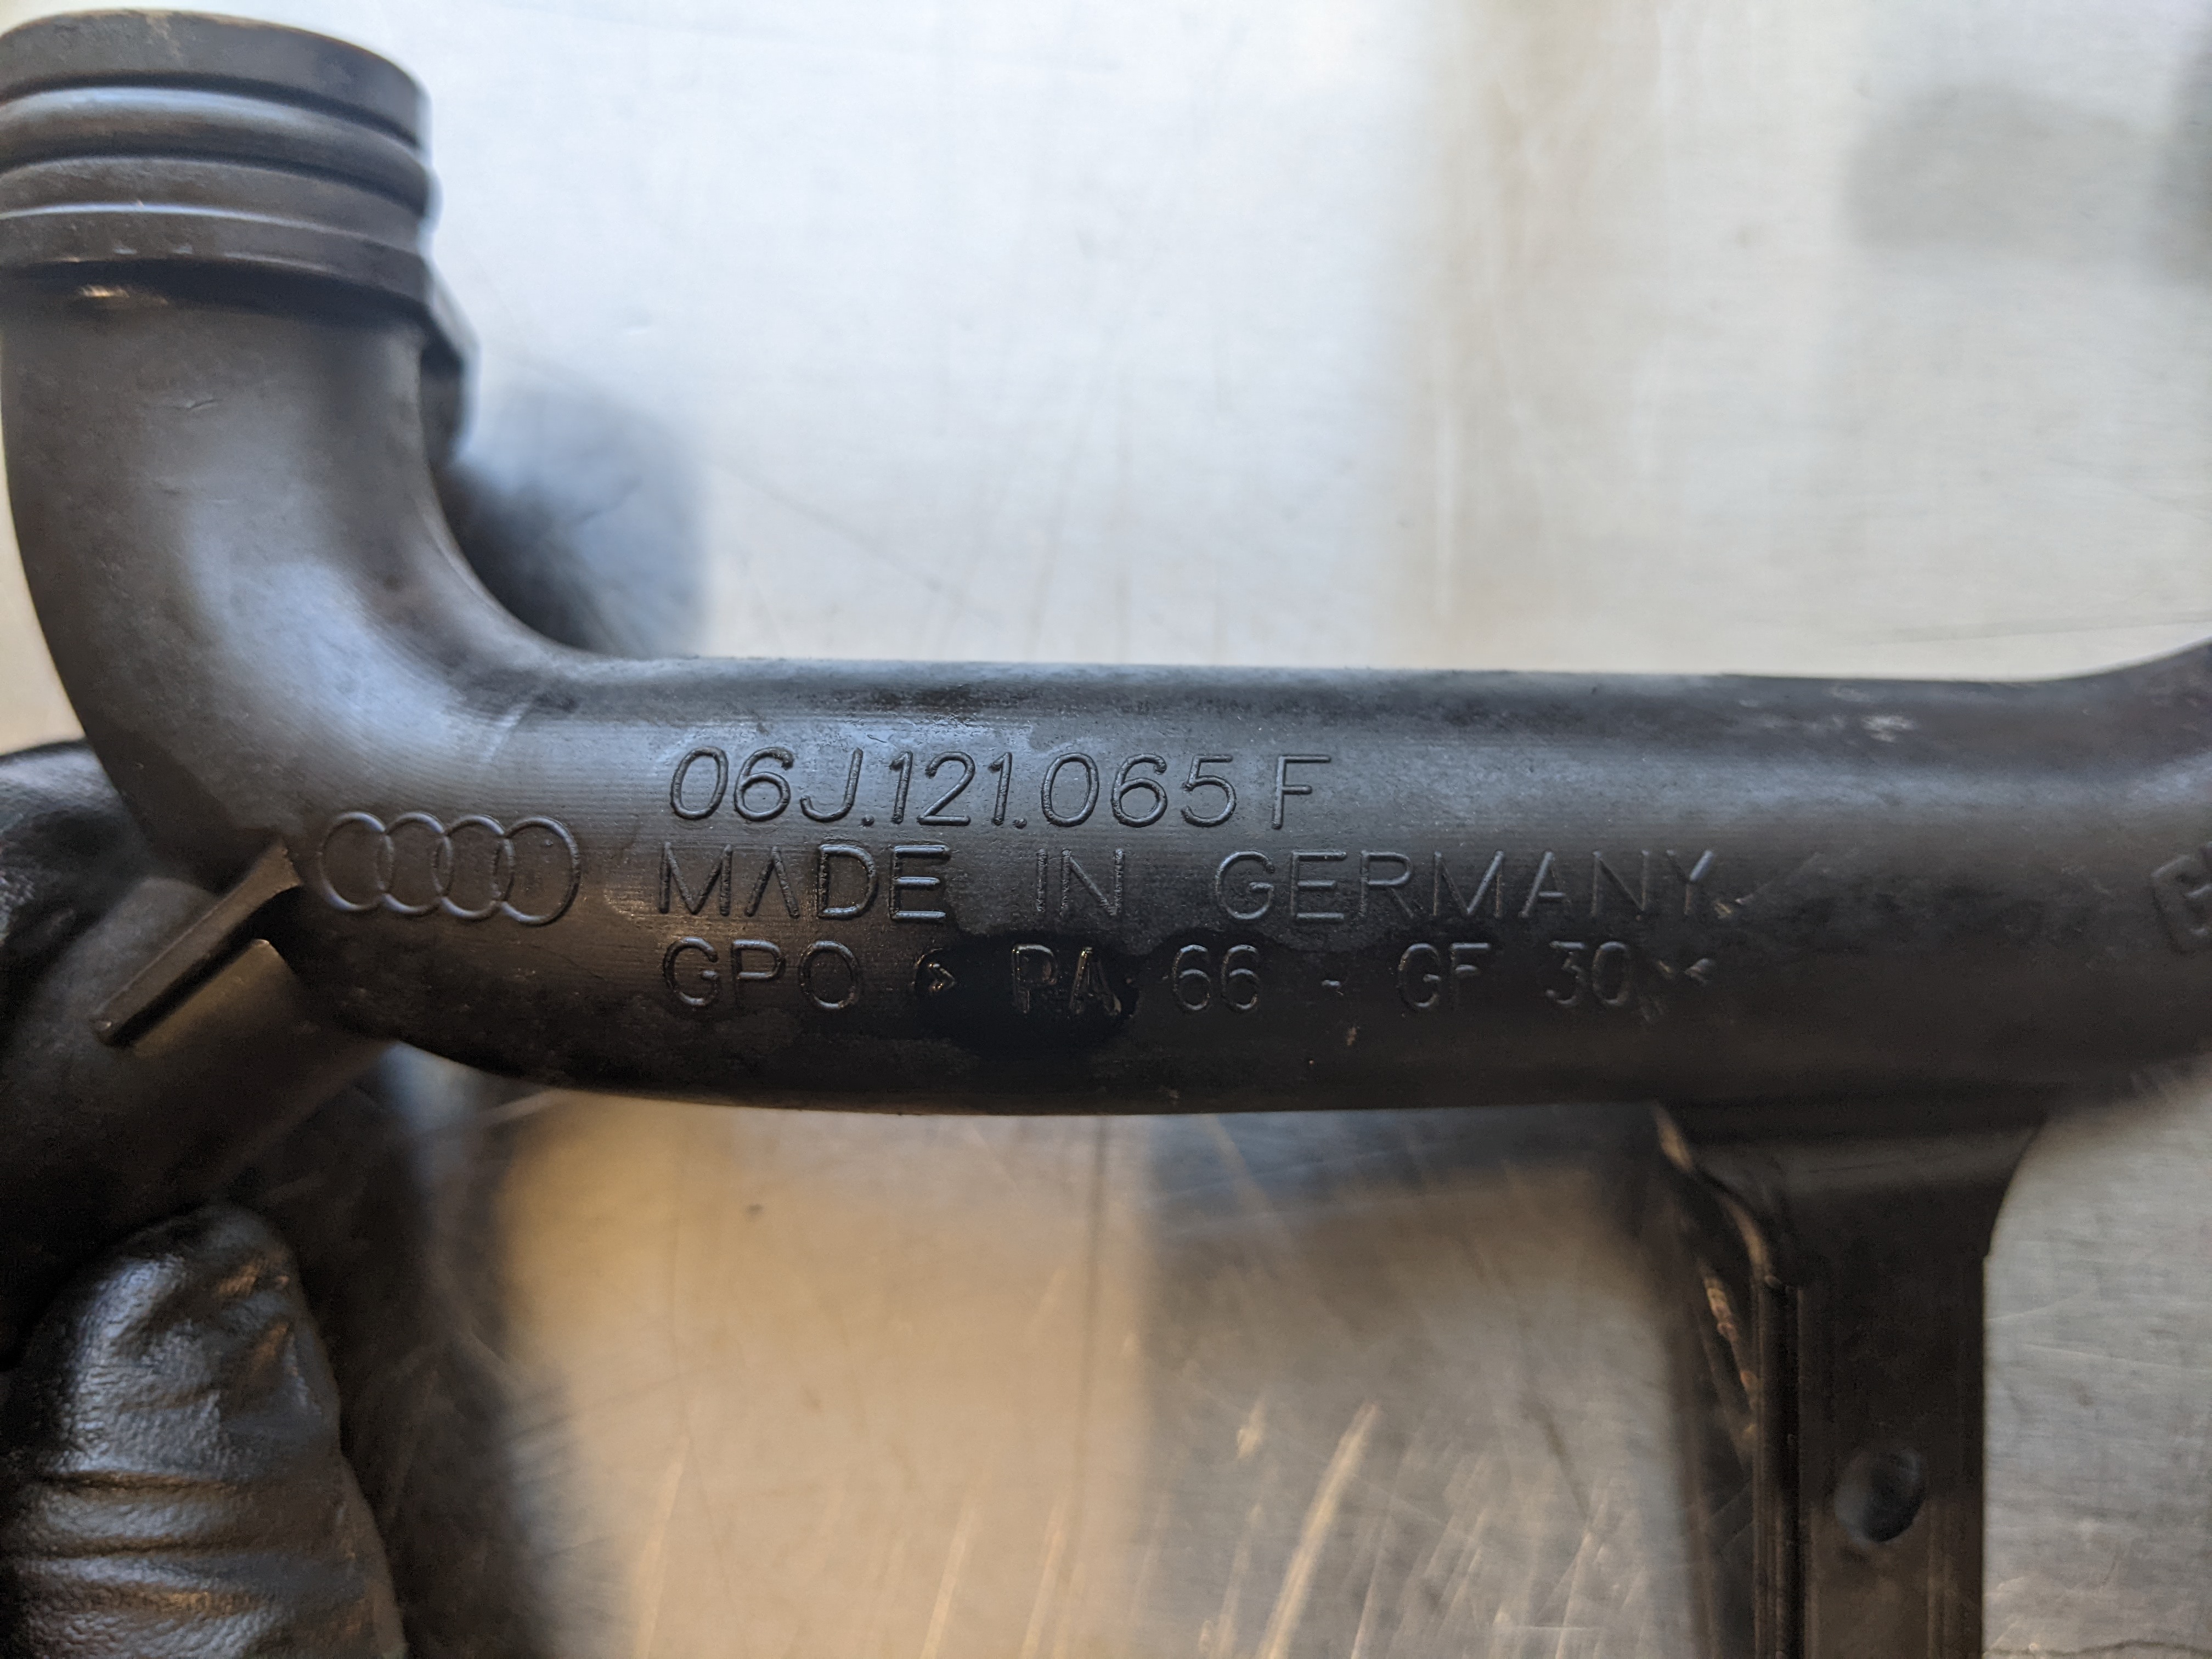 06J.121.065 F
MADE IN GERMANY
GPO > PA 66 - GF 30 <